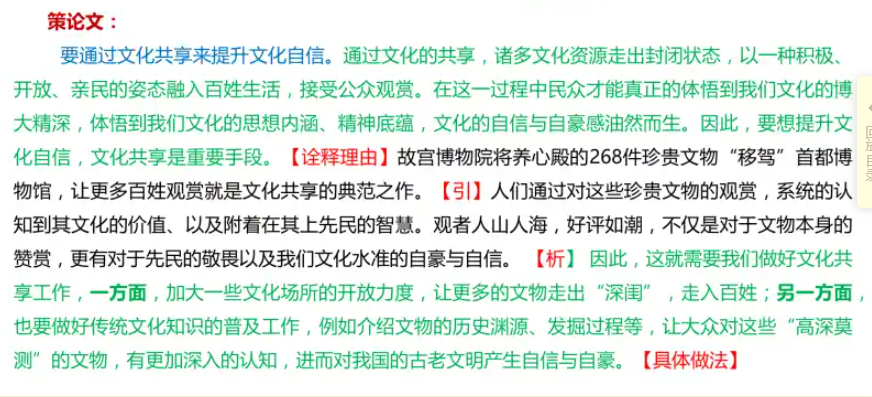 策论文：
要通过文化共享来提升文化自信。通过文化的共享，诸多文化资源走出封闭状态，以一种积极、
开放、亲民的姿态融入百姓生活，接受公众观赏。在这一过程中民众才能真正的体悟到我们文化的博
大精深，体悟到我们文化的思想内涵、精神底蕴，文化的自信与自豪感油然而生。因此，要想提升文
化自信，文化共享是重要手段。【诠释理由】故宫博物院将养心殿的268件珍贵文物“移驾”首都博
物馆，让更多百姓观赏就是文化共享的典范之作。【引】人们通过对这些珍贵文物的观赏，系统的认
知到其文化的价值、以及附着在其上先民的智慧。观者人山人海，好评如潮，不仅是对于文物本身的
赞赏，更有对于先民的敬畏以及我们文化水准的自豪与自信。【析】因此，这就需要我们做好文化共
享工作，一方面，加大一些文化场所的开放力度，让更多的文物走出“深闺”，走入百姓；另一方面，
也要做好传统文化知识的普及工作，例如介绍文物的历史渊源、发掘过程等，让大众对这些“高深莫
测”的文物，有更加深入的认知，进而对我国的古老文明产生自信与自豪。【具体做法】